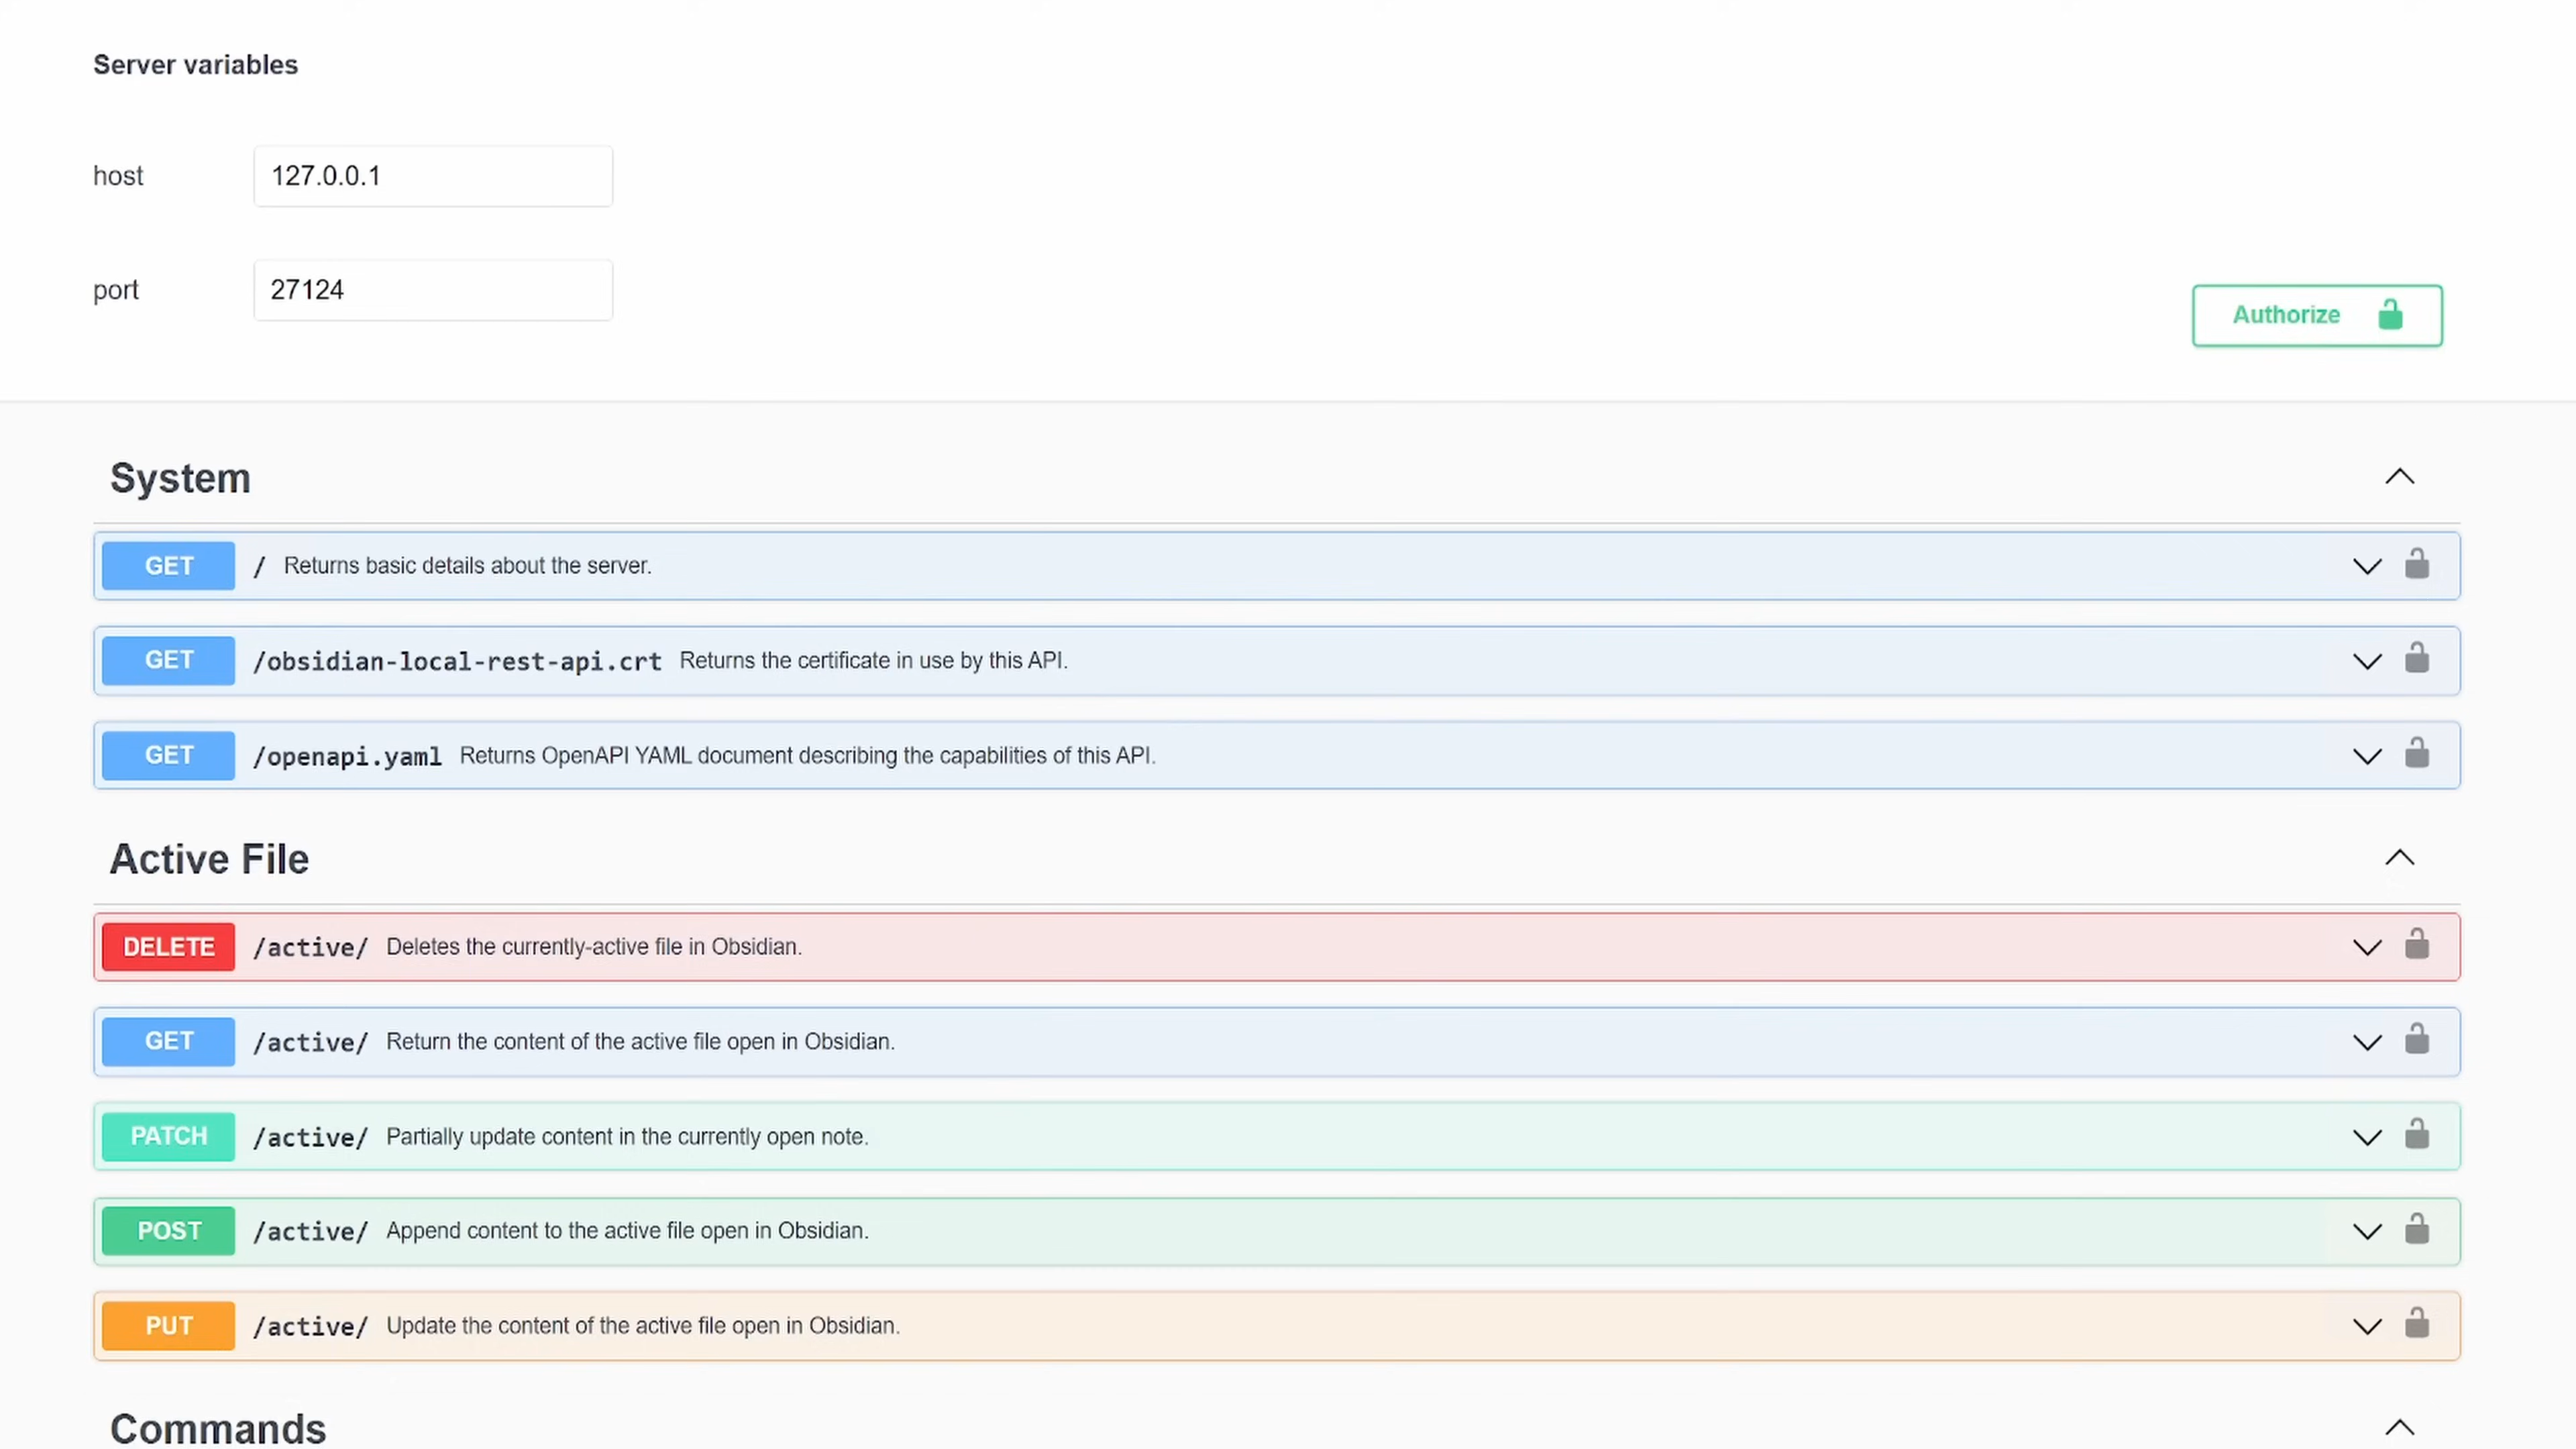 Server variables
host 127.0.0.1
port 27124
Authorize
System
GET / Returns basic details about the server.
GET /obsidian-local-rest-api.crt Returns the certificate in use by this API.
GET /openapi.yaml Returns OpenAPI YAML document describing the capabilities of this API.
Active File
DELETE /active/ Deletes the currently-active file in Obsidian.
GET /active/ Return the content of the active file open in Obsidian.
PATCH /active/ Partially update content in the currently open note.
POST /active/ Append content to the active file open in Obsidian.
PUT /active/ Update the content of the active file open in Obsidian.
Commands